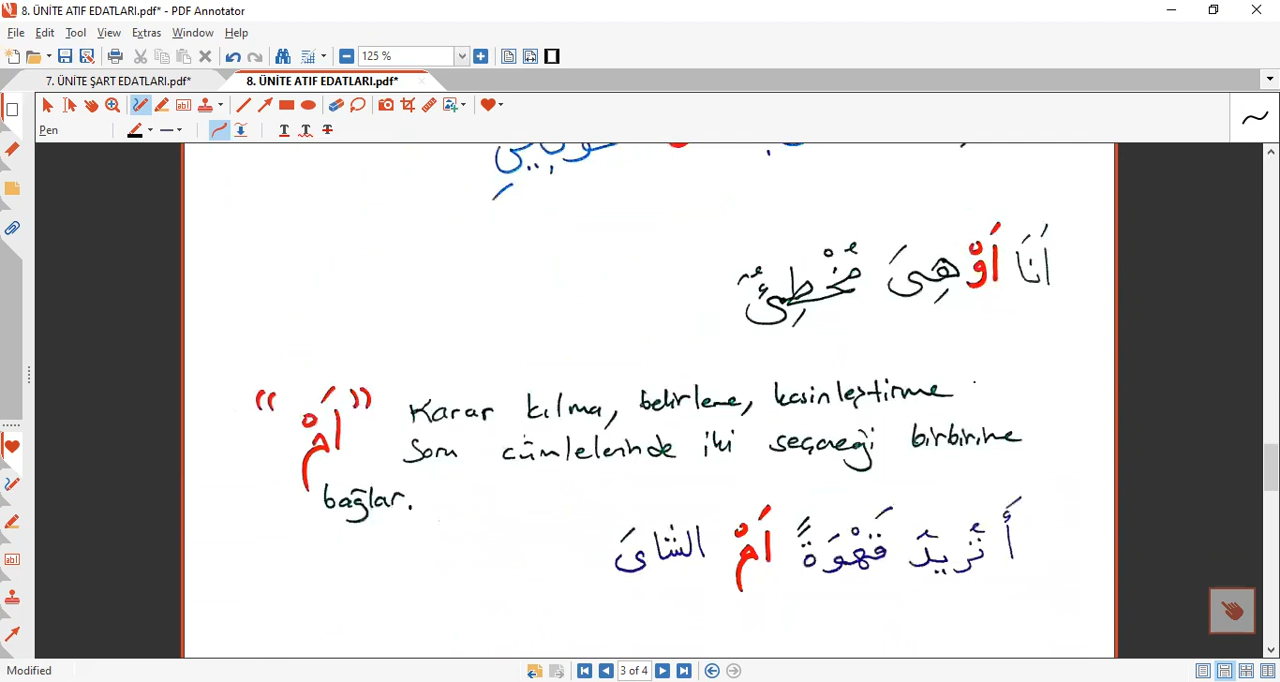 8. ÜNİTE ATIF EDATLARI.pdf* - PDF Annotator
File Edit Tool View Extras Window Help
125 %
7. ÜNİTE ŞART EDATLARI.pdf* 8. ÜNİTE ATIF EDATLARI.pdf*
Pen
اَنَا اَوْ هِىَ مُخْطِئٌ
"اَمْ" Karar kılma, belirleme, kesinleştirme
Soru cümlelerinde iki seçeneği birbirine
bağlar.
أَ تُرِيدُ قَهْوَةً اَمْ الشاىَ
Modified 3 of 4